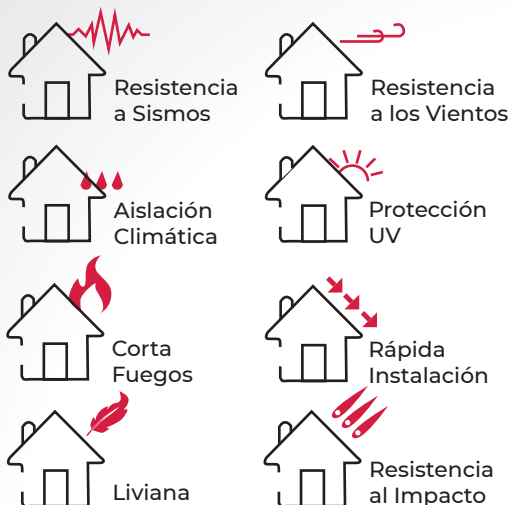 Resistencia
a Sismos
Resistencia
a los Vientos
Aislación
Climática
Protección
UV
Corta
Fuegos
Rápida
Instalación
Liviana
Resistencia
al Impacto